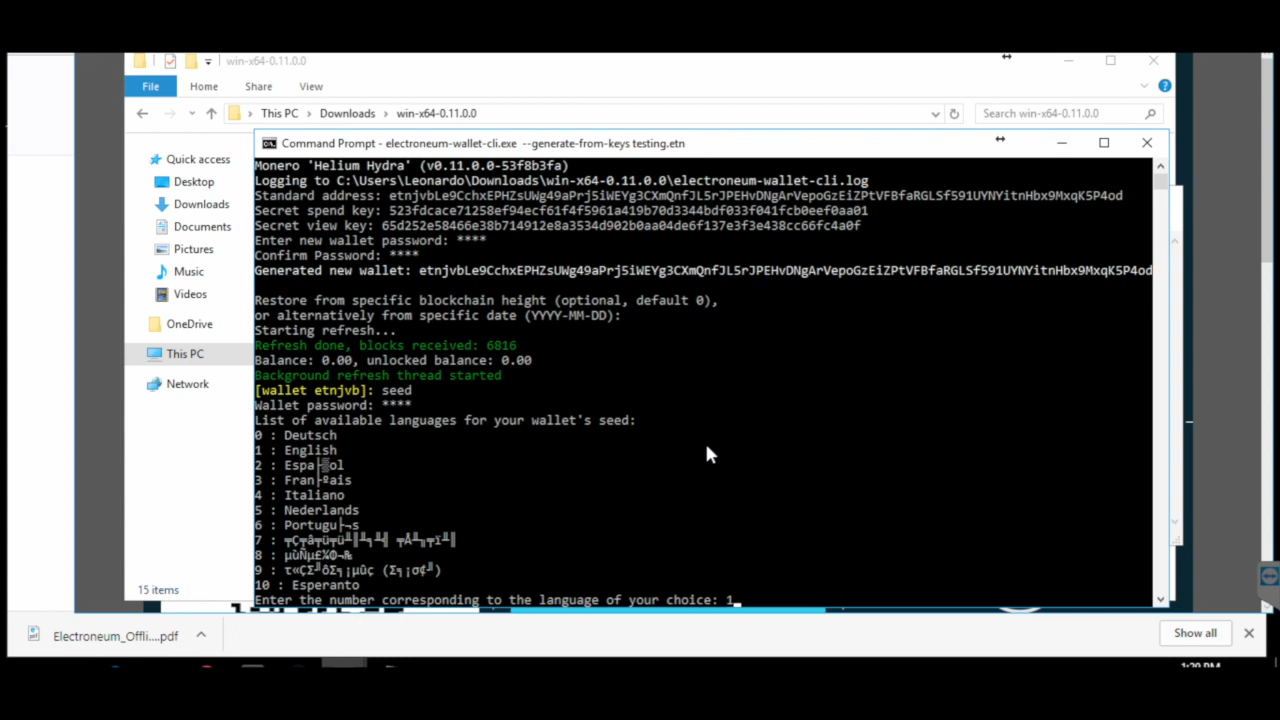 win-x64-0.11.0.0
File Home Share View
This PC Downloads win-x64-0.11.0.0
Search win-x64-0.11.0.0
Quick access
Desktop
Downloads
Documents
Pictures
Music
Videos
OneDrive
This PC
Network
15 items
Command Prompt - electroneum-wallet-cli.exe --generate-from-keys testing.etn
Monero 'Helium Hydra' (v0.11.0.0-53f8b3fa)
Logging to C:\Users\Leonardo\Downloads\win-x64-0.11.0.0\electroneum-wallet-cli.log
Standard address: etnjvbLe9CchxEPHZsUWg49aPrj5iWEYg3CXmQnfJL5rJPEHvDNgArVepoGzEiZPtVFBfaRGLSf591UYNYitnHbx9MxqK5P4od
Secret spend key: 523fdcace71258ef94ecf61f4f5961a419b70d3344bdf033f041fcb0eef0aa01
Secret view key: 65d252e58466e38b714912e8a3534d902b0aa04de6f137e3f3e438cc66fc4a0f
Enter new wallet password: ****
Confirm Password: ****
Generated new wallet: etnjvbLe9CchxEPHZsUWg49aPrj5iWEYg3CXmQnfJL5rJPEHvDNgArVepoGzEiZPtVFBfaRGLSf591UYNYitnHbx9MxqK5P4od
Restore from specific blockchain height (optional, default 0),
or alternatively from specific date (YYYY-MM-DD):
Starting refresh...
Refresh done, blocks received: 6816
Balance: 0.00, unlocked balance: 0.00
Background refresh thread started
[wallet etnjvb]: seed
Wallet password: ****
List of available languages for your wallet's seed:
0 : Deutsch
1 : English
2 : Espa├▒ol
3 : Fran├ºais
4 : Italiano
5 : Nederlands
6 : Portugu├¬s
7 :
8 :
9 :
10 : Esperanto
Enter the number corresponding to the language of your choice: 1
Electroneum_Offli....pdf
Show all
1:29 PM